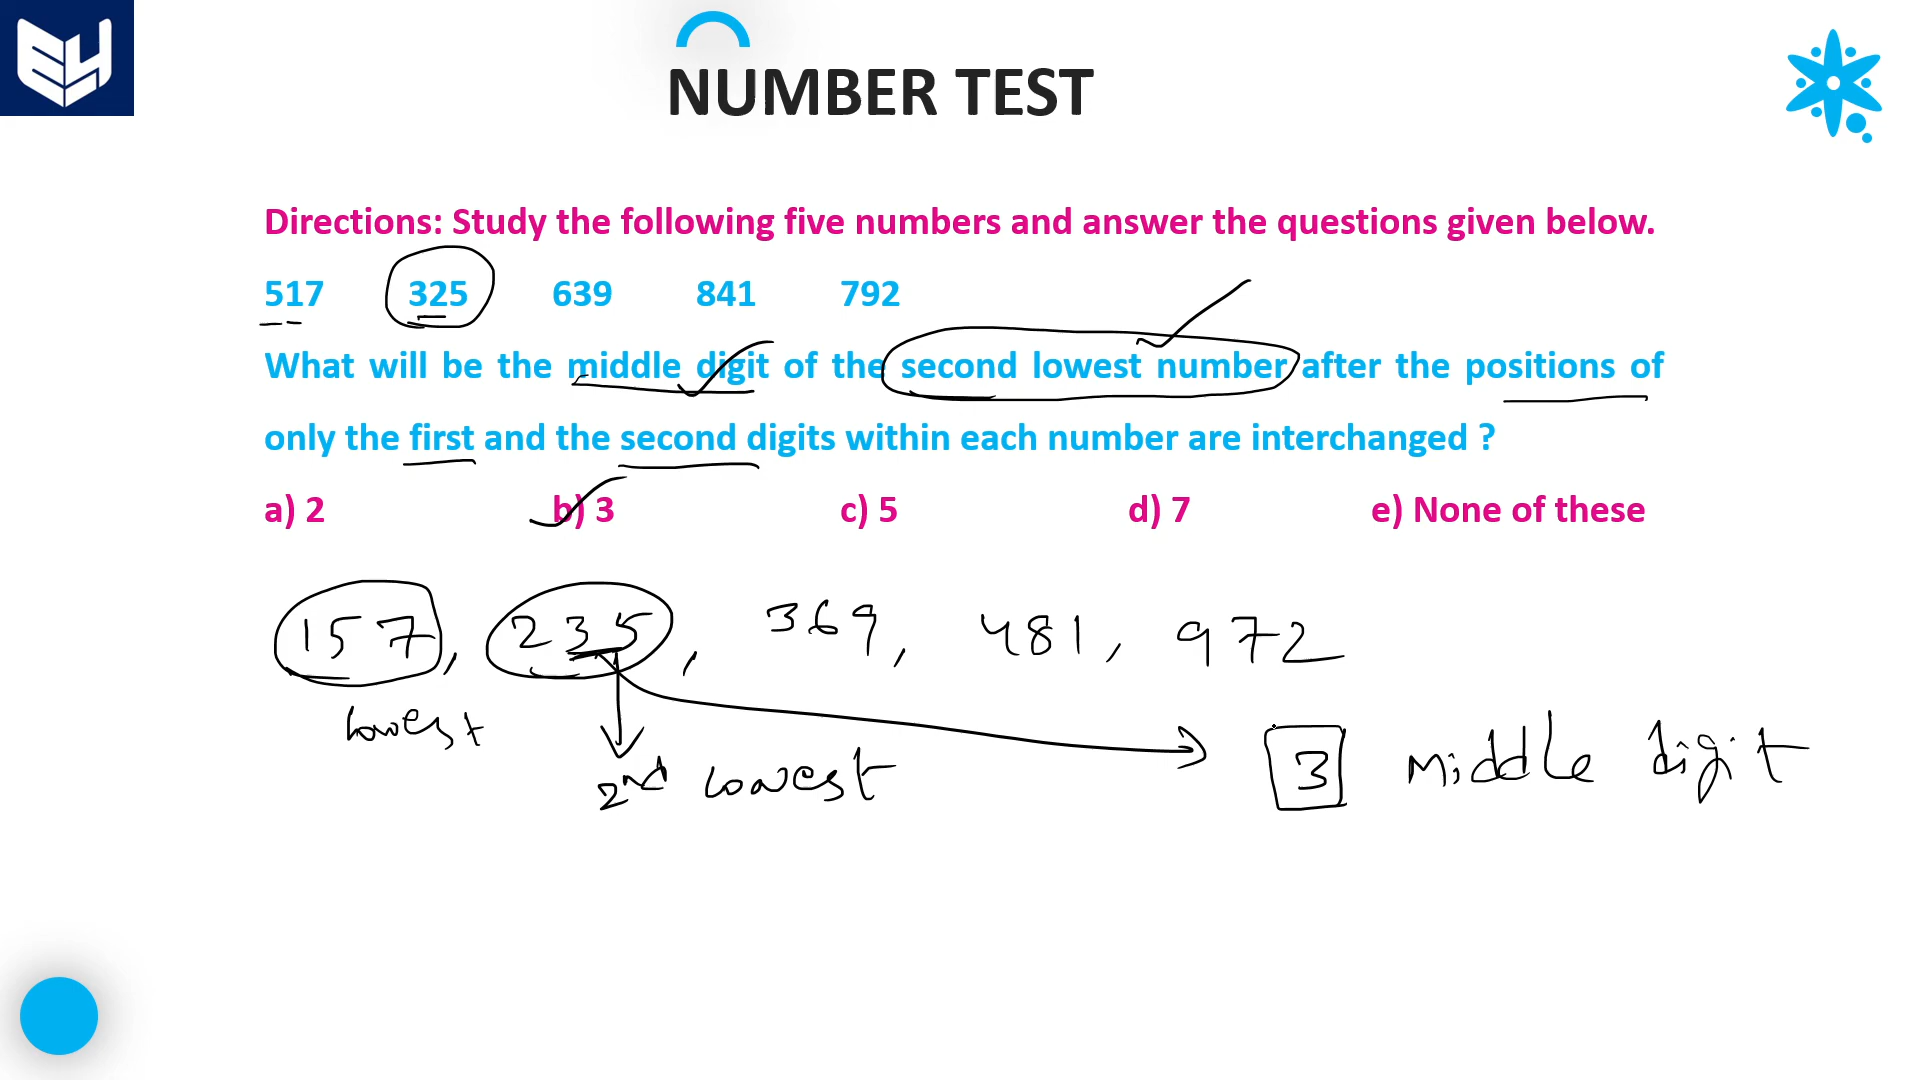 NUMBER TEST
Directions: Study the following five numbers and answer the questions given below.
517 325 639 841 792
What will be the middle digit of the second lowest number after the positions of
only the first and the second digits within each number are interchanged ?
a) 2 b) 3 c) 5 d) 7 e) None of these
157, 235, 369, 481, 972
lowest
2nd lowest
3 Middle digit